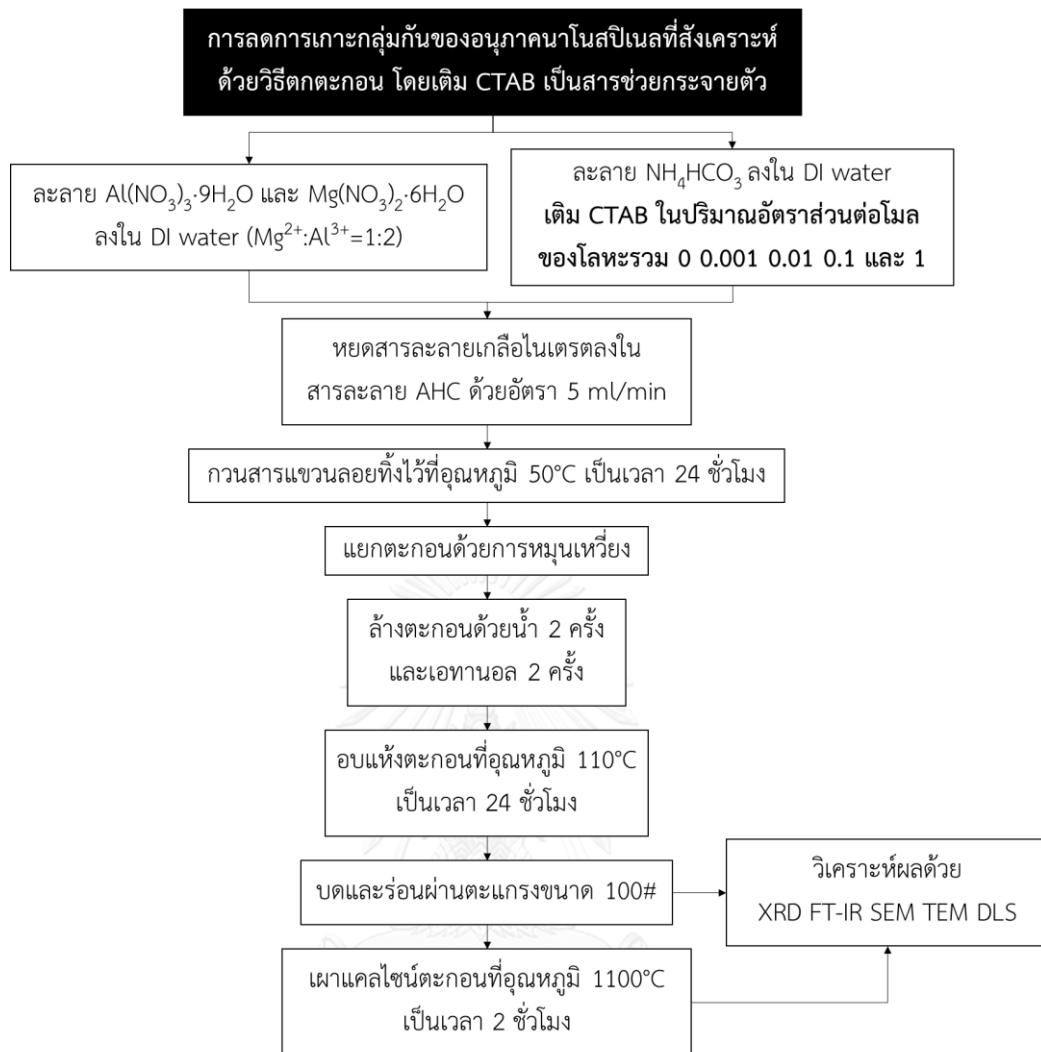 การลดการเกาะกลุ่มกันของอนุภาคนาโนสปิเนลที่สังเคราะห์
ด้วยวิธีตกตะกอน โดยเติม CTAB เป็นสารช่วยกระจายตัว
ละลาย Al(NO₃)₃·9H₂O และ Mg(NO₃)₂·6H₂O
ลงใน DI water (Mg²⁺:Al³⁺=1:2)
ละลาย NH₄HCO₃ ลงใน DI water
เติม CTAB ในปริมาณอัตราส่วนต่อโมล
ของโลหะรวม 0 0.001 0.01 0.1 และ 1
หยดสารละลายเกลือไนเตรตลงใน
สารละลาย AHC ด้วยอัตรา 5 ml/min
กวนสารแขวนลอยทิ้งไว้ที่อุณหภูมิ 50°C เป็นเวลา 24 ชั่วโมง
แยกตะกอนด้วยการหมุนเหวี่ยง
ล้างตะกอนด้วยน้ำ 2 ครั้ง
และเอทานอล 2 ครั้ง
อบแห้งตะกอนที่อุณหภูมิ 110°C
เป็นเวลา 24 ชั่วโมง
บดและร่อนผ่านตะแกรงขนาด 100#
วิเคราะห์ผลด้วย
XRD FT-IR SEM TEM DLS
เผาแคลไซน์ตะกอนที่อุณหภูมิ 1100°C
เป็นเวลา 2 ชั่วโมง